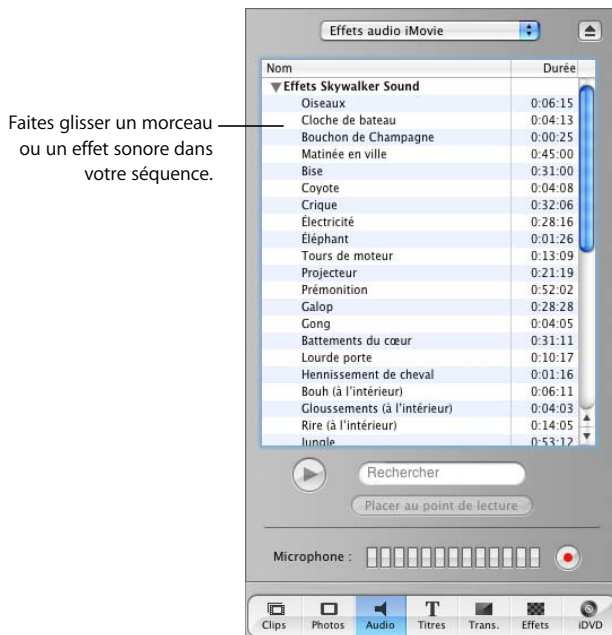 Effets audio iMovie
Nom Durée
Effets Skywalker Sound
Oiseaux 0:06:15
Cloche de bateau 0:04:13
Bouchon de Champagne 0:00:25
Matinée en ville 0:45:00
Bise 0:31:00
Coyote 0:04:08
Crique 0:32:06
Électricité 0:28:16
Éléphant 0:01:26
Tours de moteur 0:13:09
Projecteur 0:21:19
Prémonition 0:52:02
Galop 0:28:28
Gong 0:04:05
Battements du cœur 0:31:11
Lourde porte 0:10:17
Hennissement de cheval 0:01:16
Bouh (à l'intérieur) 0:06:11
Gloussements (à l'intérieur) 0:04:03
Rire (à l'intérieur) 0:14:05
Jungle 0:53:12
Faites glisser un morceau
ou un effet sonore dans
votre séquence.
Rechercher
Placer au point de lecture
Microphone :
Clips Photos Audio Titres Trans. Effets iDVD